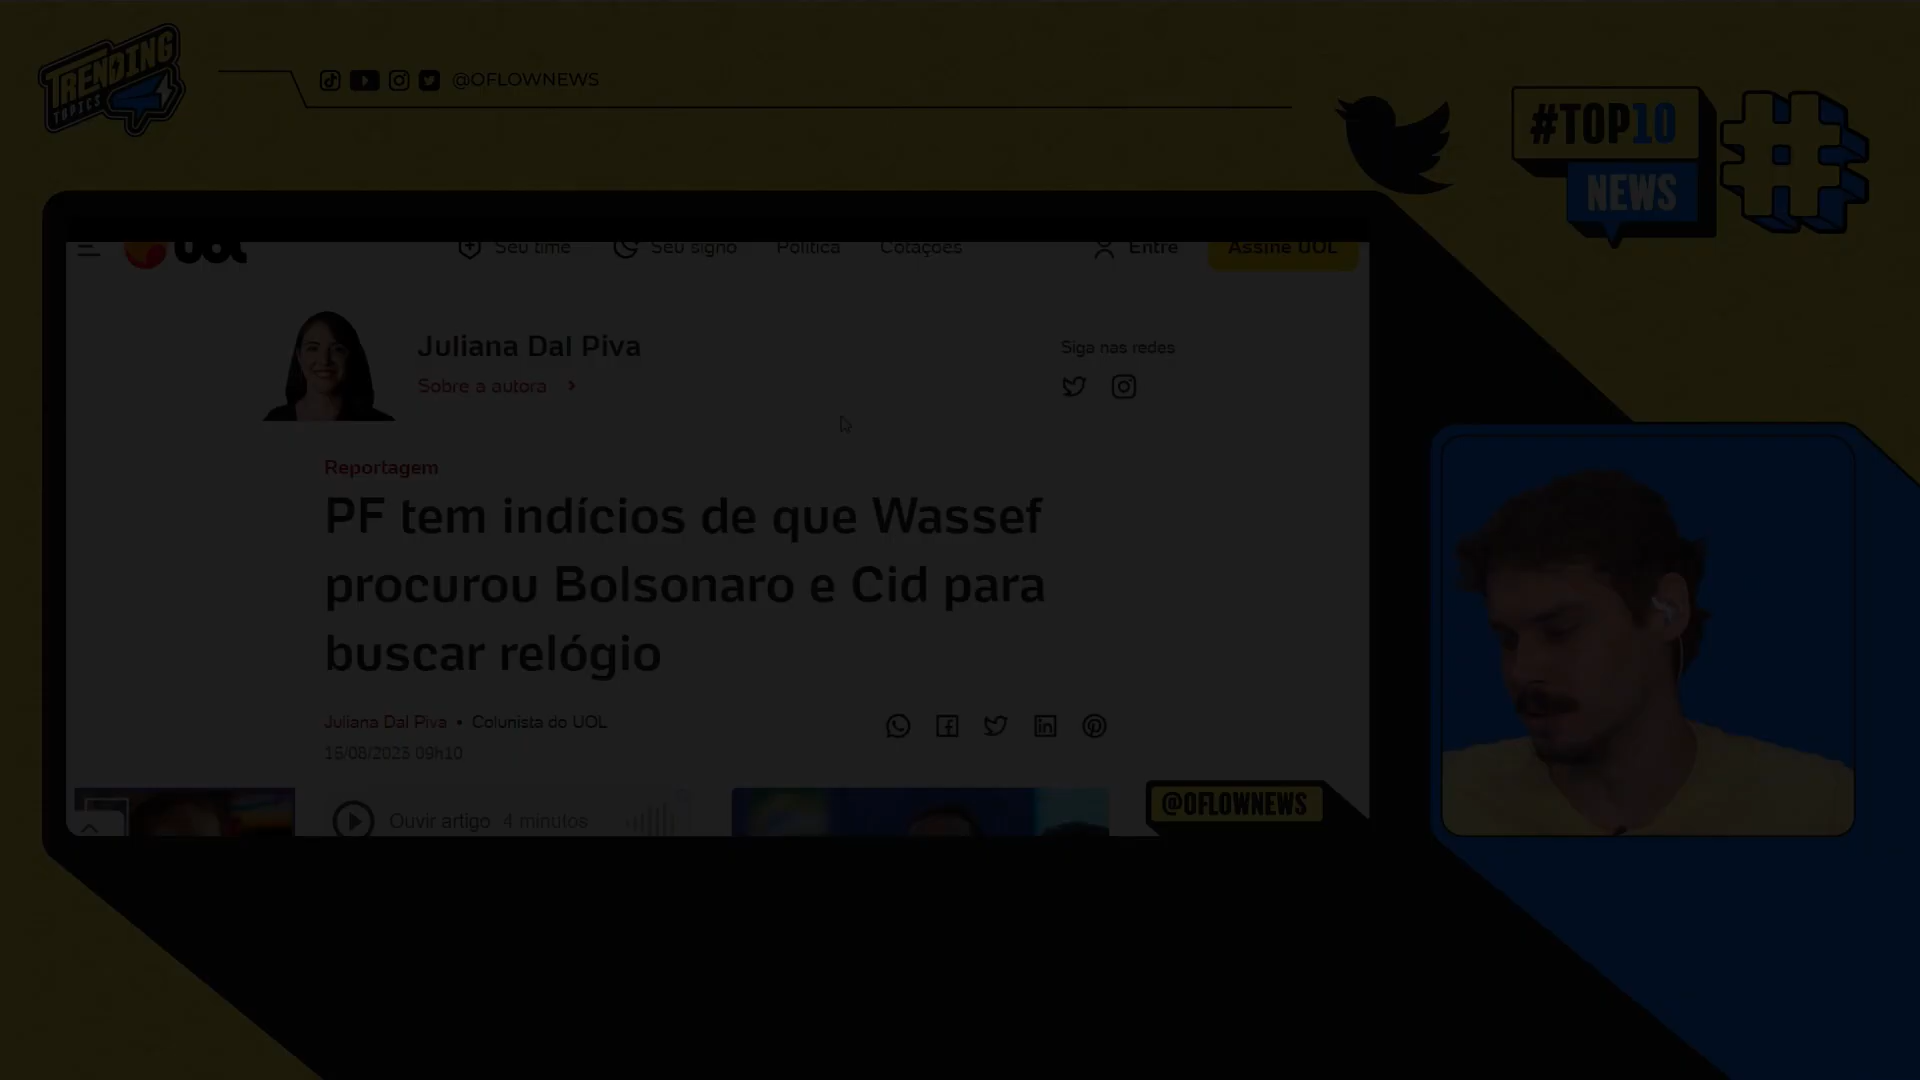 TRENDING
TOPICS
@OFLOWNEWS
#TOP10
NEWS
uol
Seu time
Seu signo
Política
Cotações
Entre
Assine UOL
Juliana Dal Piva
Sobre a autora
Siga nas redes
Reportagem
PF tem indícios de que Wassef
procurou Bolsonaro e Cid para
buscar relógio
Juliana Dal Piva • Colunista do UOL
15/08/2023 09h10
Ouvir artigo 4 minutos
@OFLOWNEWS